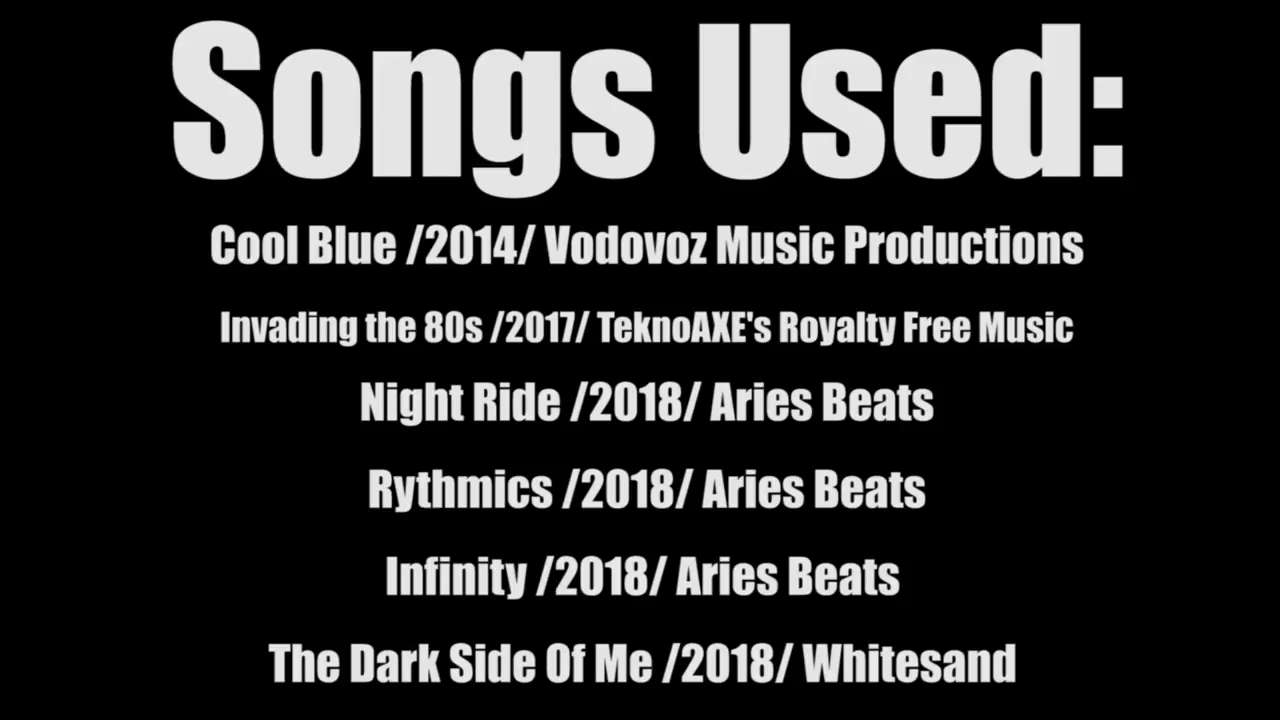 Songs Used:
Cool Blue /2014/ Vodovoz Music Productions
Invading the 80s /2017/ TeknoAXE's Royalty Free Music
Night Ride /2018/ Aries Beats
Rythmics /2018/ Aries Beats
Infinity /2018/ Aries Beats
The Dark Side Of Me /2018/ Whitesand